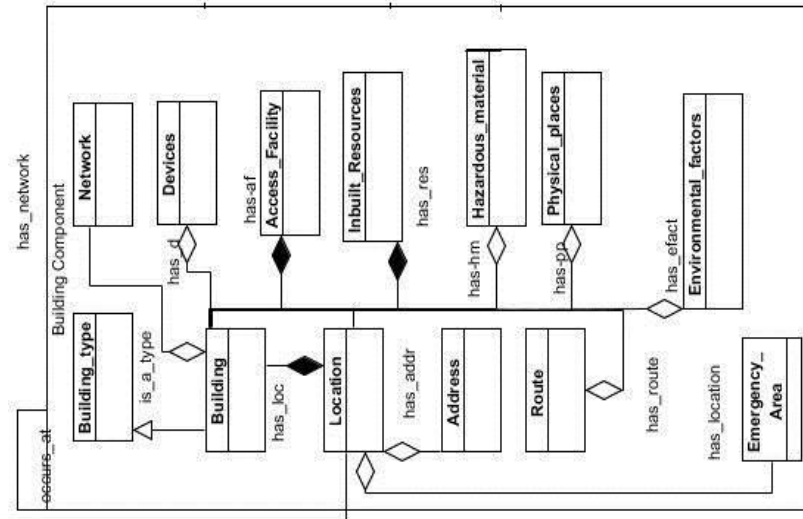 has_network
Building Component
Network
Devices
has_d
Access_Facility
has-af
Inbuilt_Resources
has_res
Hazardous_material
has-hm
Physical_places
has-pp
Environmental_factors
has_efact
occurs_at
Building_type
is_a_type
Building
has_loc
Location
has_addr
Address
Route
has_route
has_location
Emergency_
Area